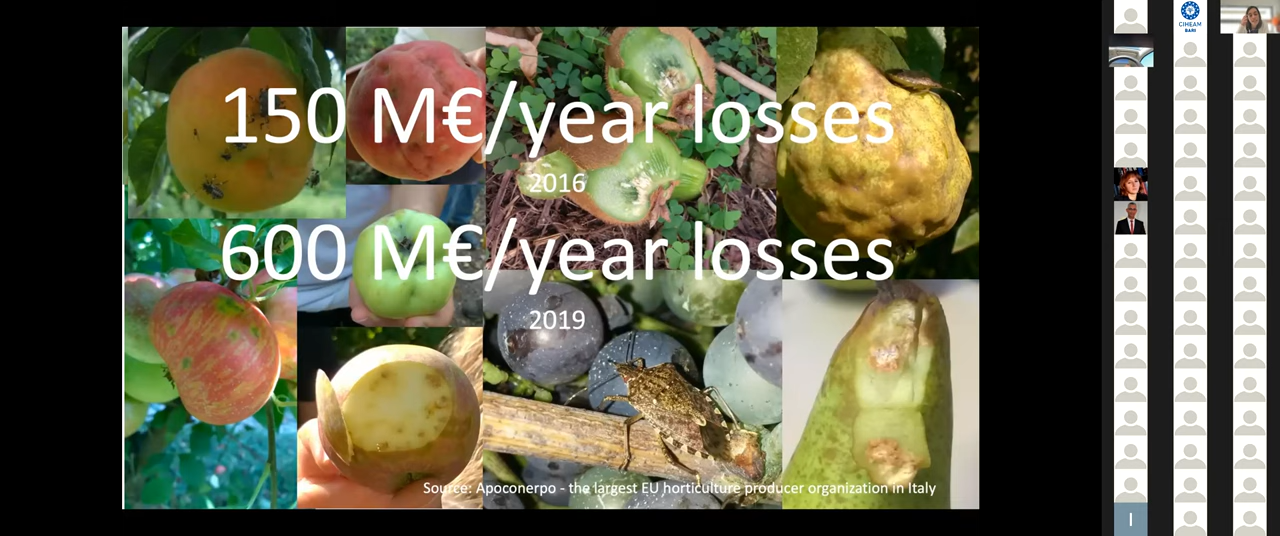 150 M€/year losses
2016
600 M€/year losses
2019
Source: Apoconerpo - the largest EU horticulture producer organization in Italy
CIHEAM
BARI
I